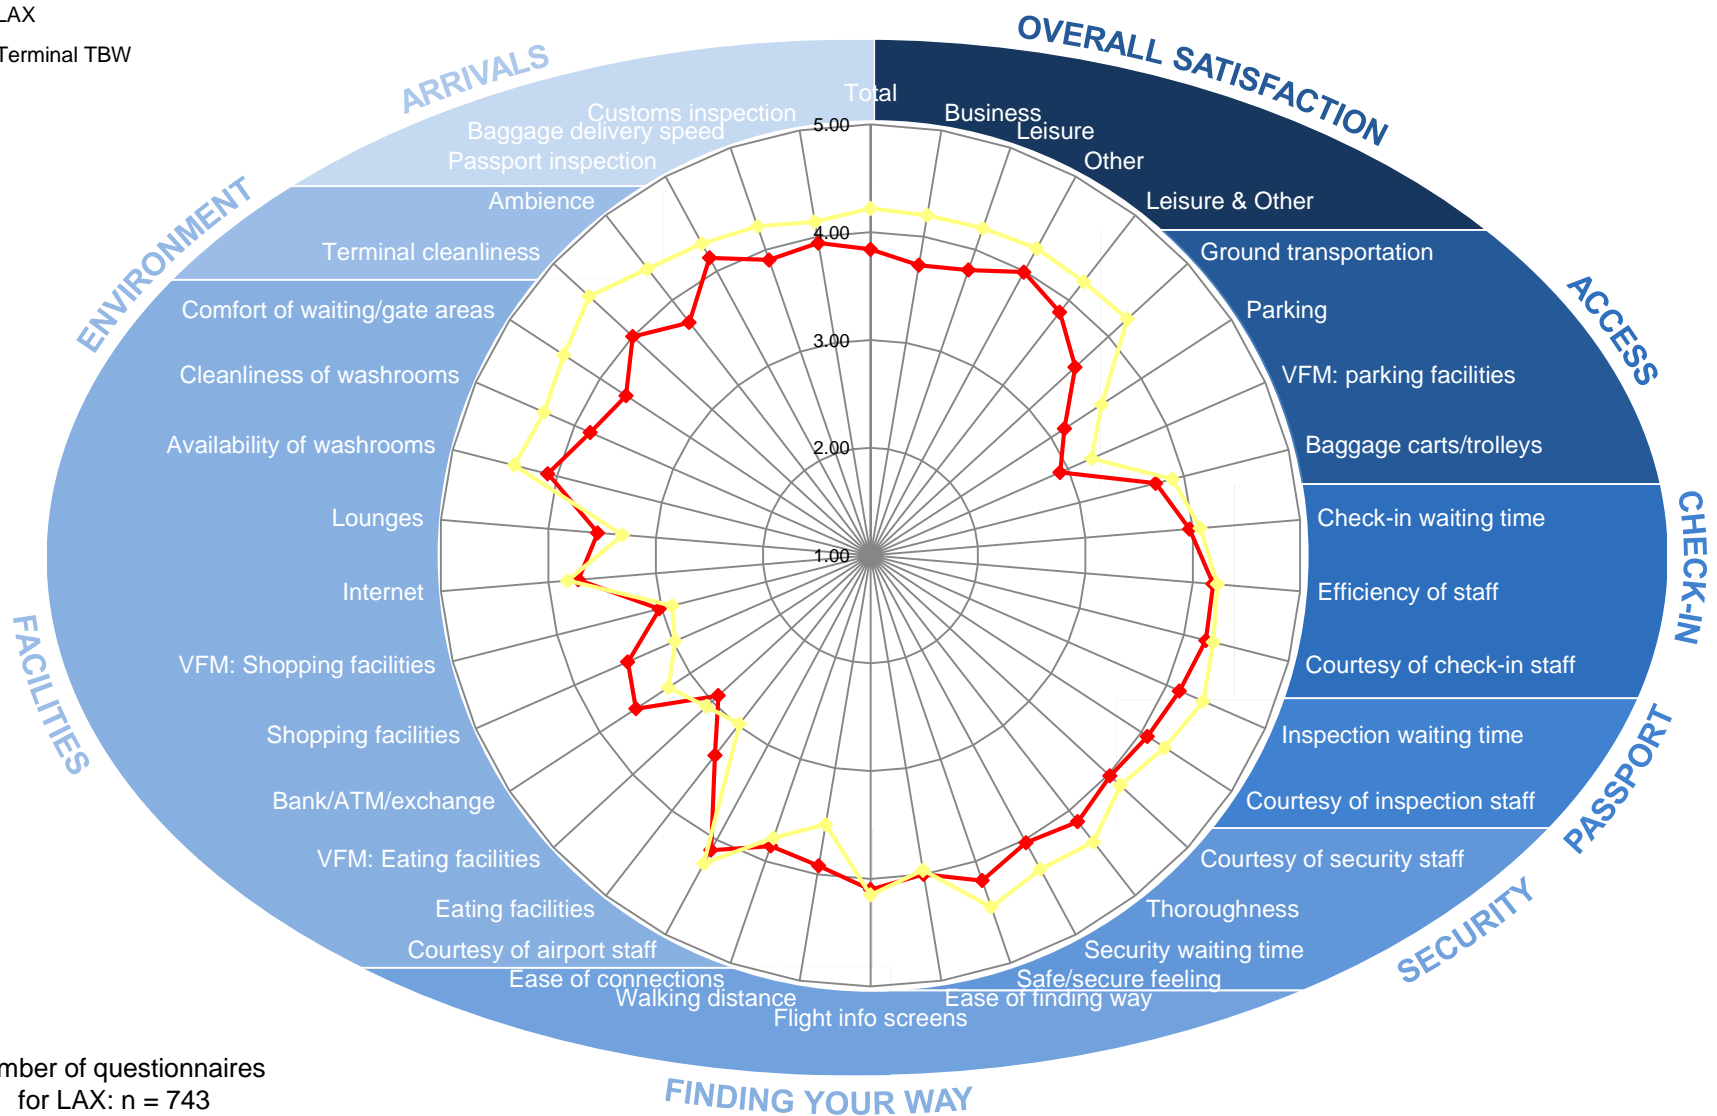 LAX
Terminal TBW
OVERALL SATISFACTION
ARRIVALS
ENVIRONMENT
FACILITIES
FINDING YOUR WAY
SECURITY
PASSPORT
CHECK-IN
ACCESS
Total
Business
Leisure
Other
Leisure & Other
Ground transportation
Parking
VFM: parking facilities
Baggage carts/trolleys
Check-in waiting time
Efficiency of staff
Courtesy of check-in staff
Inspection waiting time
Courtesy of inspection staff
Courtesy of security staff
Thoroughness
Security waiting time
Safe/secure feeling
Ease of finding way
Flight info screens
Walking distance
Ease of connections
Courtesy of airport staff
Eating facilities
VFM: Eating facilities
Bank/ATM/exchange
Shopping facilities
VFM: Shopping facilities
Internet
Lounges
Availability of washrooms
Cleanliness of washrooms
Comfort of waiting/gate areas
Terminal cleanliness
Ambience
Passport inspection
Baggage delivery speed
Customs inspection
5.00
4.00
3.00
2.00
1.00
mber of questionnaires
for LAX: n = 743